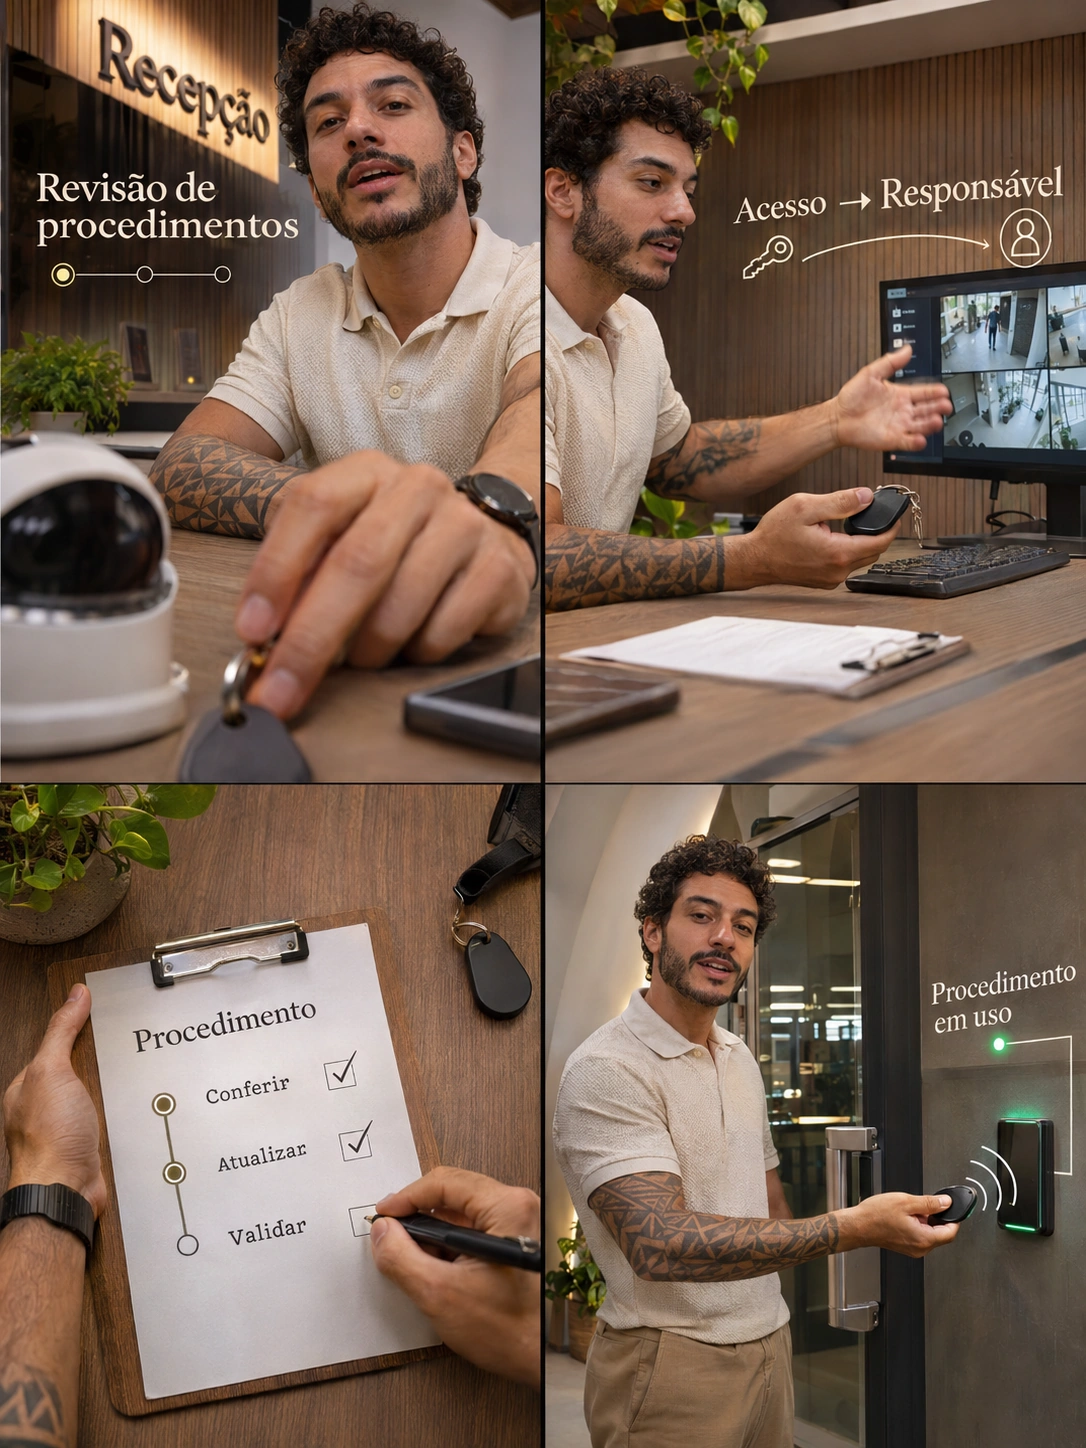 Recepção
Revisão de
procedimentos
Acesso → Responsável
Procedimento
Conferir
Atualizar
Validar
Procedimento
em uso